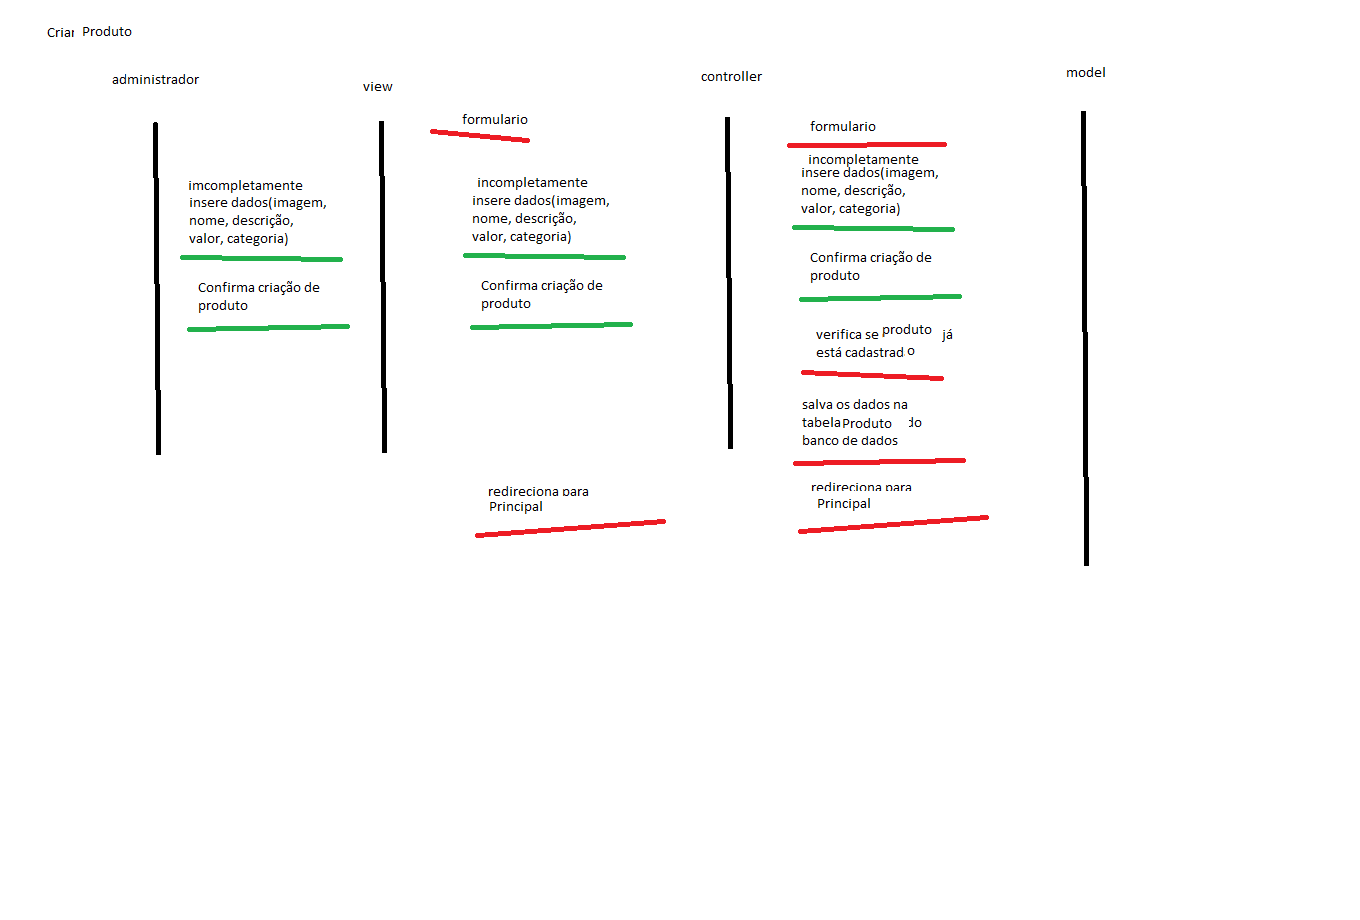 Criar Produto
administrador
view
controller
model
imcompletamente
insere dados(imagem,
nome, descrição,
valor, categoria)
Confirma criação de
produto
formulario
incompletamente
insere dados(imagem,
nome, descrição,
valor, categoria)
Confirma criação de
produto
redireciona para
Principal
formulario
incompletamente
insere dados(imagem,
nome, descrição,
valor, categoria)
Confirma criação de
produto
verifica se produto já
está cadastrado
salva os dados na
tabela Produto do
banco de dados
redireciona para
Principal